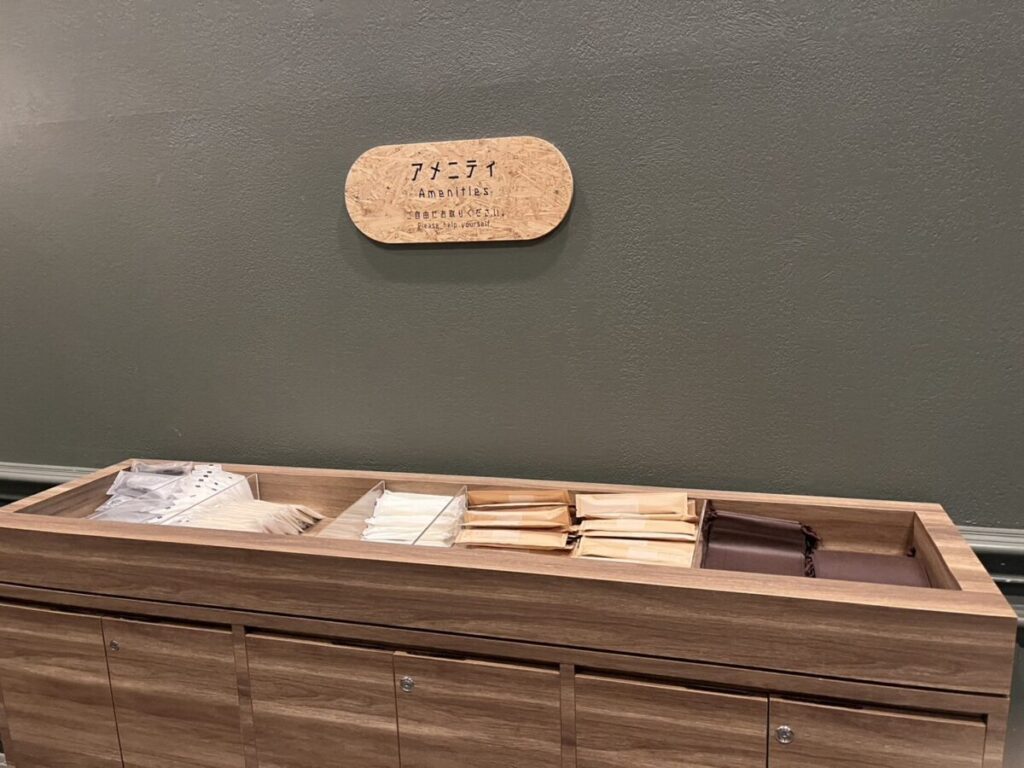 アメニティ
Amenities
ご自由にお取りください。
Please help yourself.